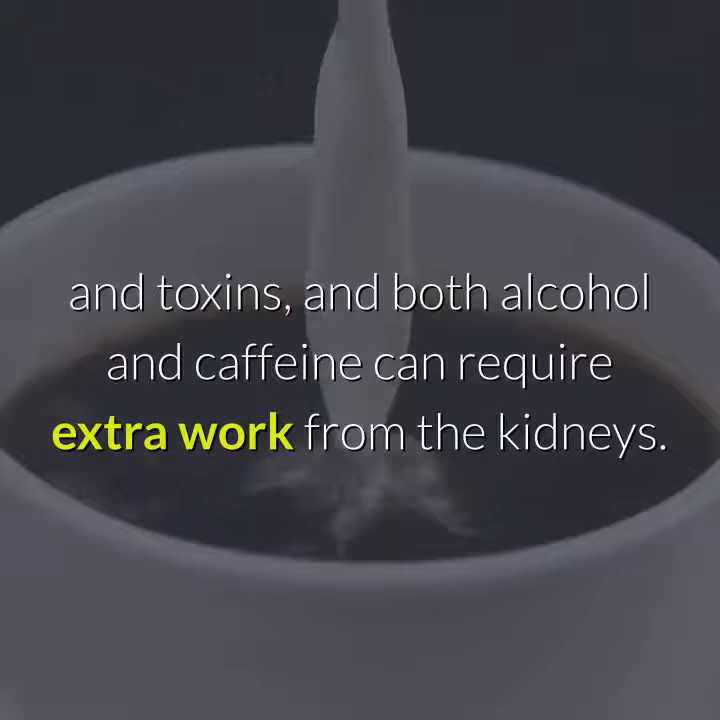 and toxins, and both alcohol
and caffeine can require
extra work from the kidneys.